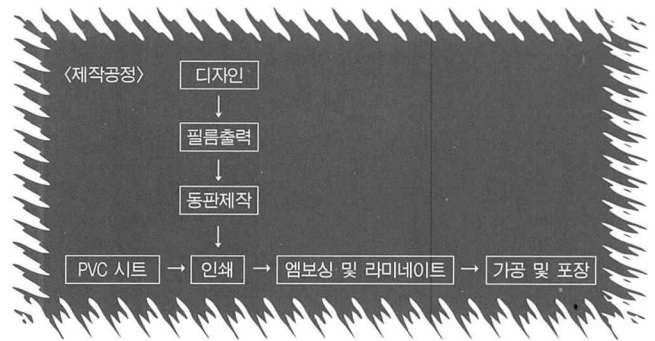 〈제작공정〉 디자인
↓
필름출력
↓
동판제작
↓
PVC 시트 → 인쇄 → 엠보싱 및 라미네이트 → 가공 및 포장